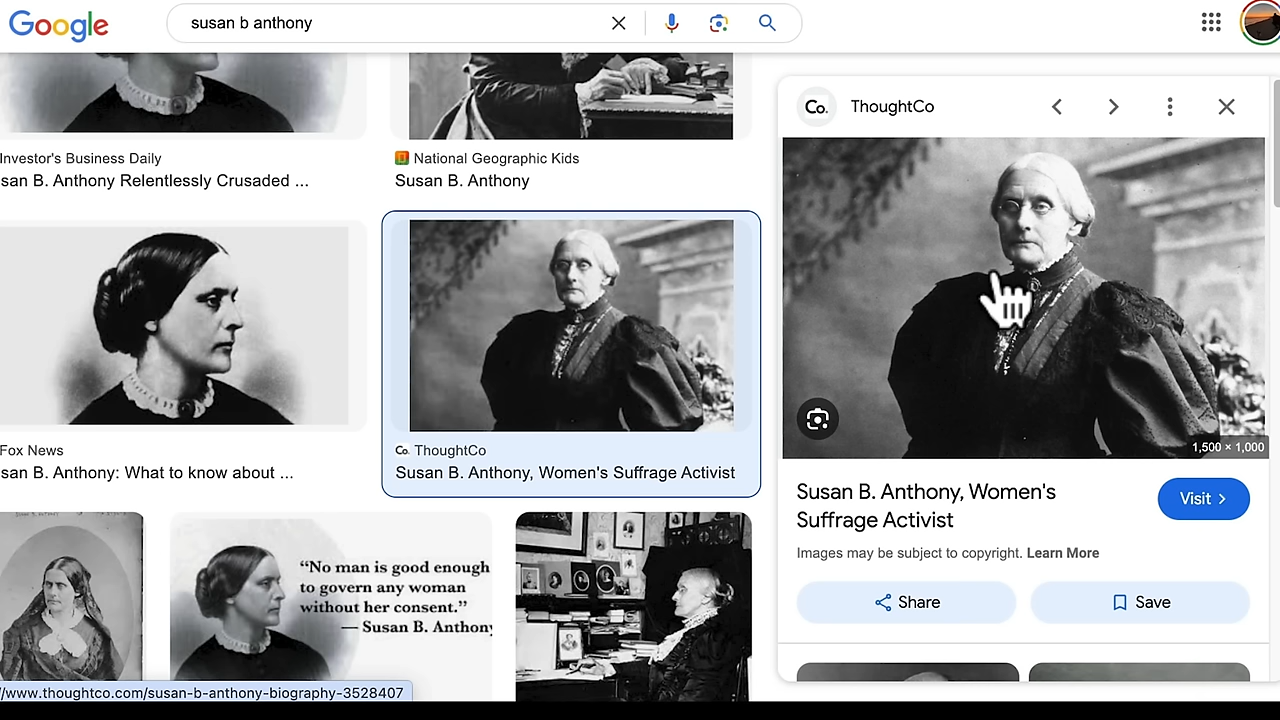 Google
susan b anthony
Investor's Business Daily
san B. Anthony Relentlessly Crusaded ...
National Geographic Kids
Susan B. Anthony
Fox News
san B. Anthony: What to know about ...
Co. ThoughtCo
Susan B. Anthony, Women's Suffrage Activist
“No man is good enough
to govern any woman
without her consent.”
— Susan B. Anthony
/www.thoughtco.com/susan-b-anthony-biography-3528407
Co. ThoughtCo
1,500 × 1,000
Susan B. Anthony, Women's
Suffrage Activist
Visit
Images may be subject to copyright. Learn More
Share
Save